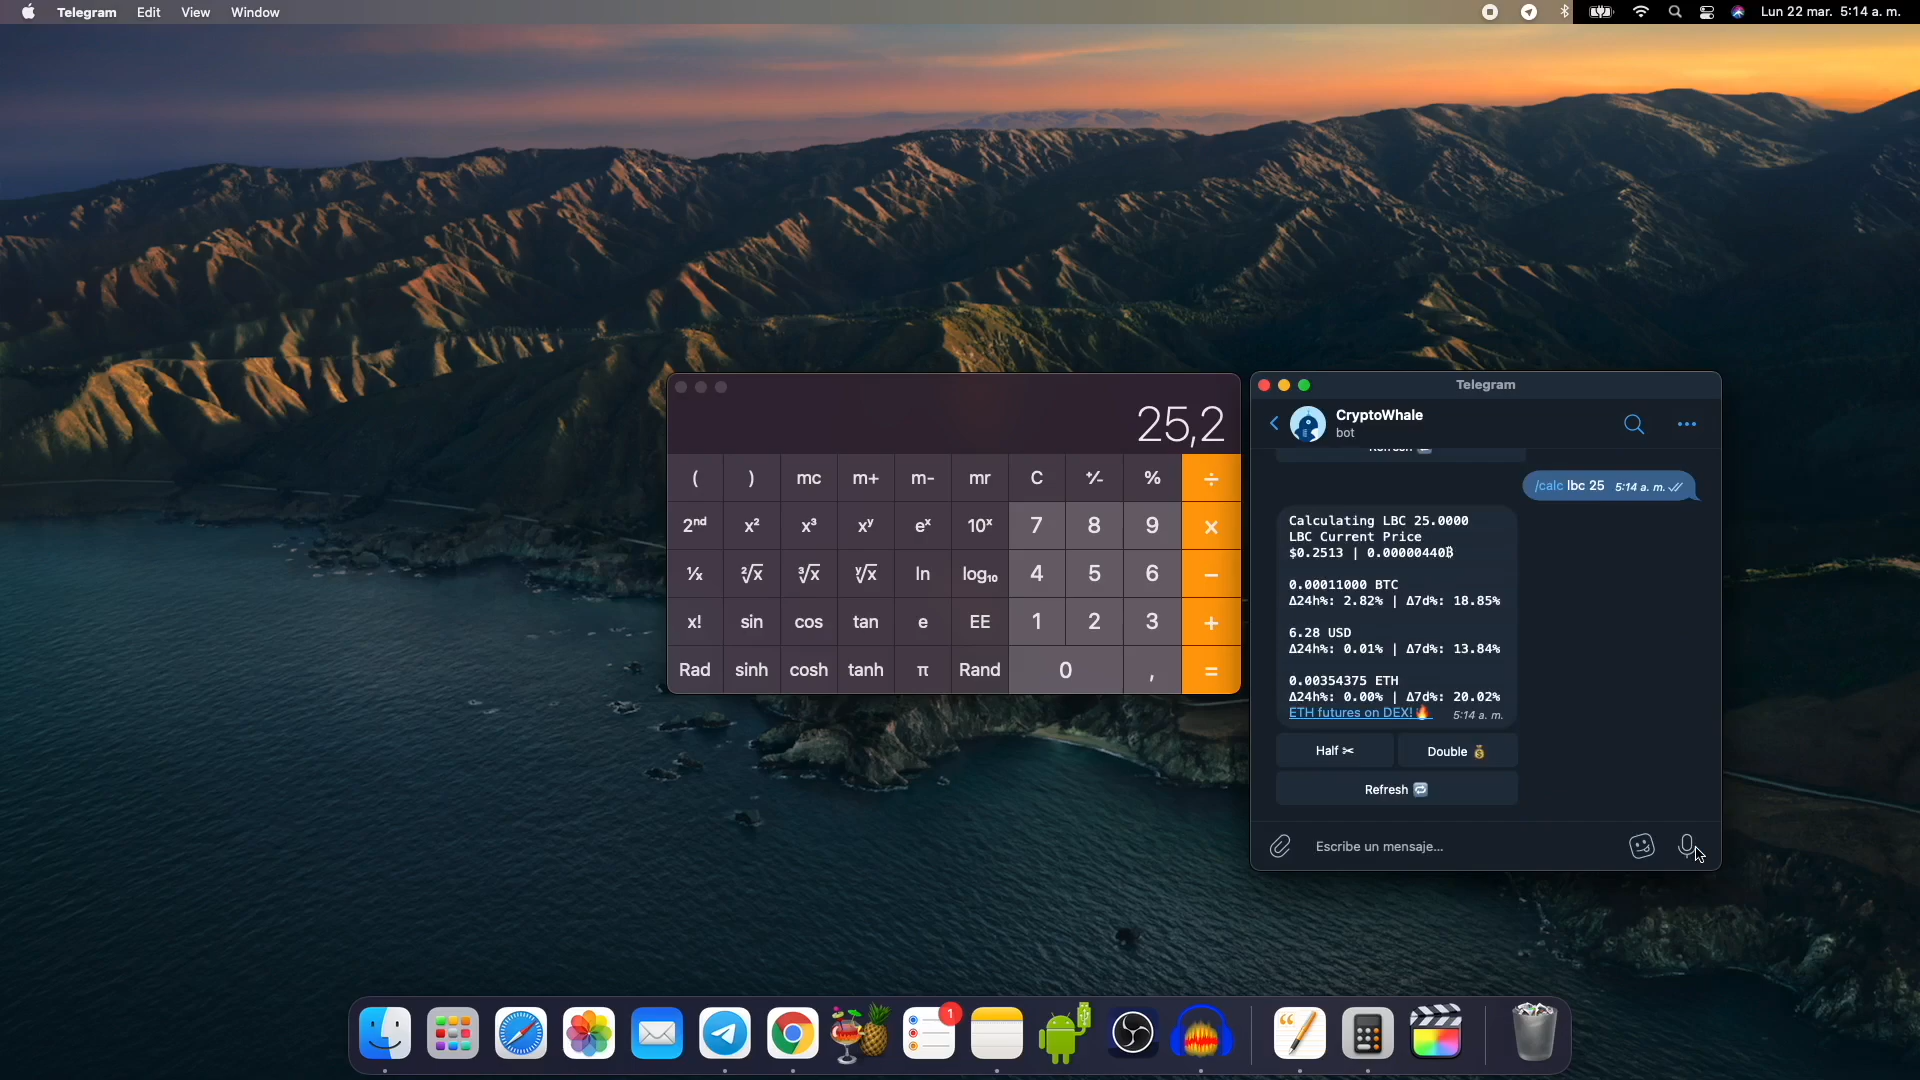 Telegram Edit View Window
Lun 22 mar. 5:14 a. m.
25,2
( ) mc m+ m- mr C ⁺∕₋ % ÷
2ⁿᵈ x² x³ xʸ eˣ 10ˣ 7 8 9 ×
¹∕ₓ ²√x ³√x ʸ√x ln log₁₀ 4 5 6 −
x! sin cos tan e EE 1 2 3 +
Rad sinh cosh tanh π Rand 0 , =
Telegram
CryptoWhale
bot
/calc lbc 25 5:14 a. m.
Calculating LBC 25.0000
LBC Current Price
$0.2513 | 0.00000440₿
0.00011000 BTC
Δ24h%: 2.82% | Δ7d%: 18.85%
6.28 USD
Δ24h%: 0.01% | Δ7d%: 13.84%
0.00354375 ETH
Δ24h%: 0.00% | Δ7d%: 20.02%
ETH futures on DEX!🔥 5:14 a. m.
Half ✂ Double 💰
Refresh 🔁
Escribe un mensaje...
1